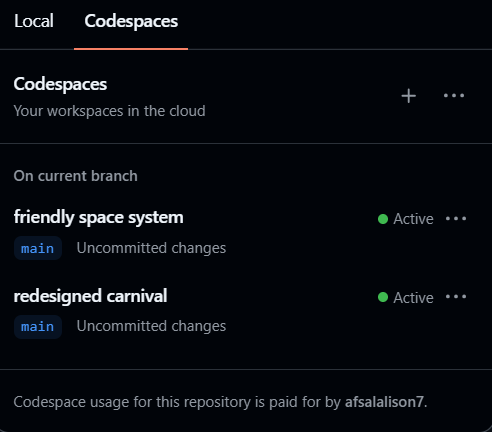 Local Codespaces
Codespaces
Your workspaces in the cloud
On current branch
friendly space system
Active
main Uncommitted changes
redesigned carnival
Active
main Uncommitted changes
Codespace usage for this repository is paid for by afsalalison7.